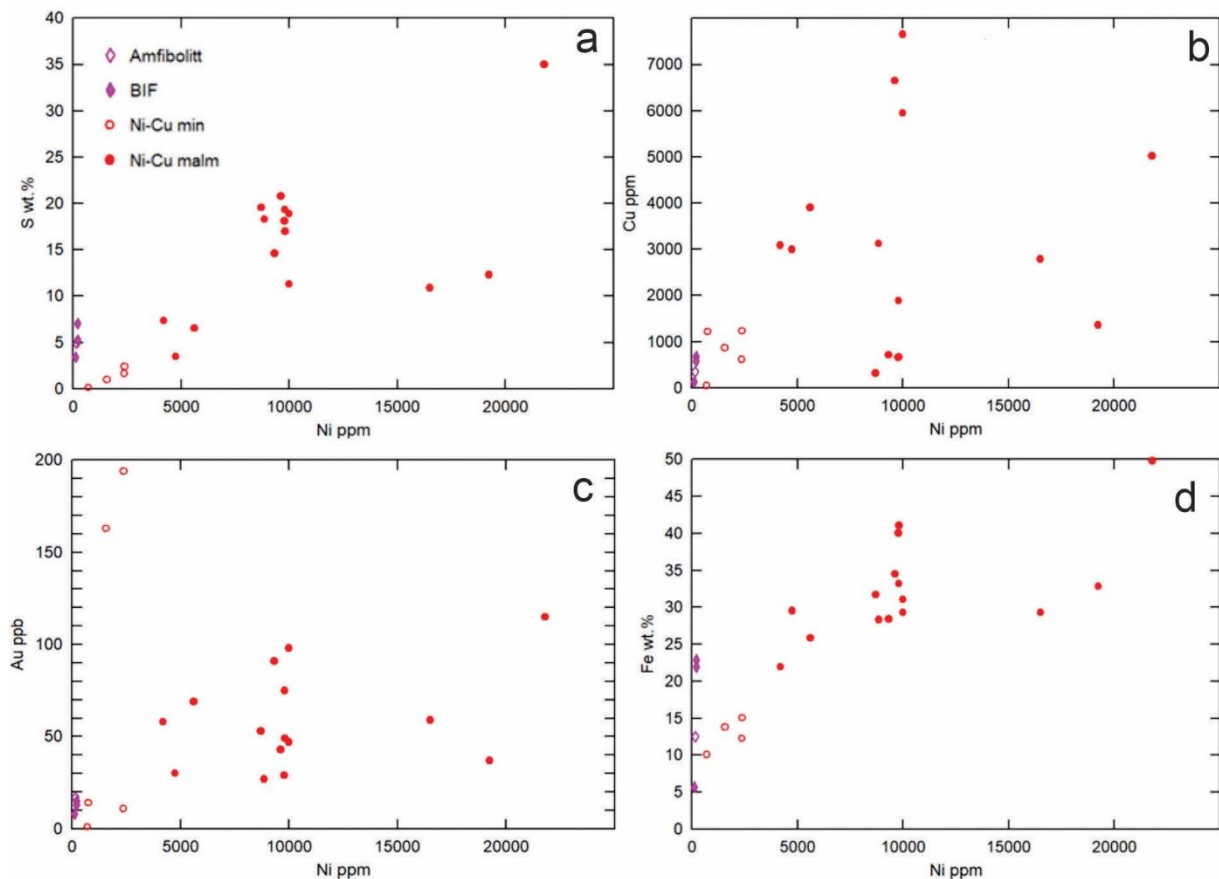 a
40
35
30
25
20
15
10
5
0
S wt.%
Amfibolitt
BIF
Ni-Cu min
Ni-Cu malm
0 5000 10000 15000 20000
Ni ppm
b
7000
6000
5000
4000
3000
2000
1000
0
Cu ppm
0 5000 10000 15000 20000
Ni ppm
c
200
150
100
50
0
Au ppb
0 5000 10000 15000 20000
Ni ppm
d
50
45
40
35
30
25
20
15
10
5
0
Fe wt.%
0 5000 10000 15000 20000
Ni ppm